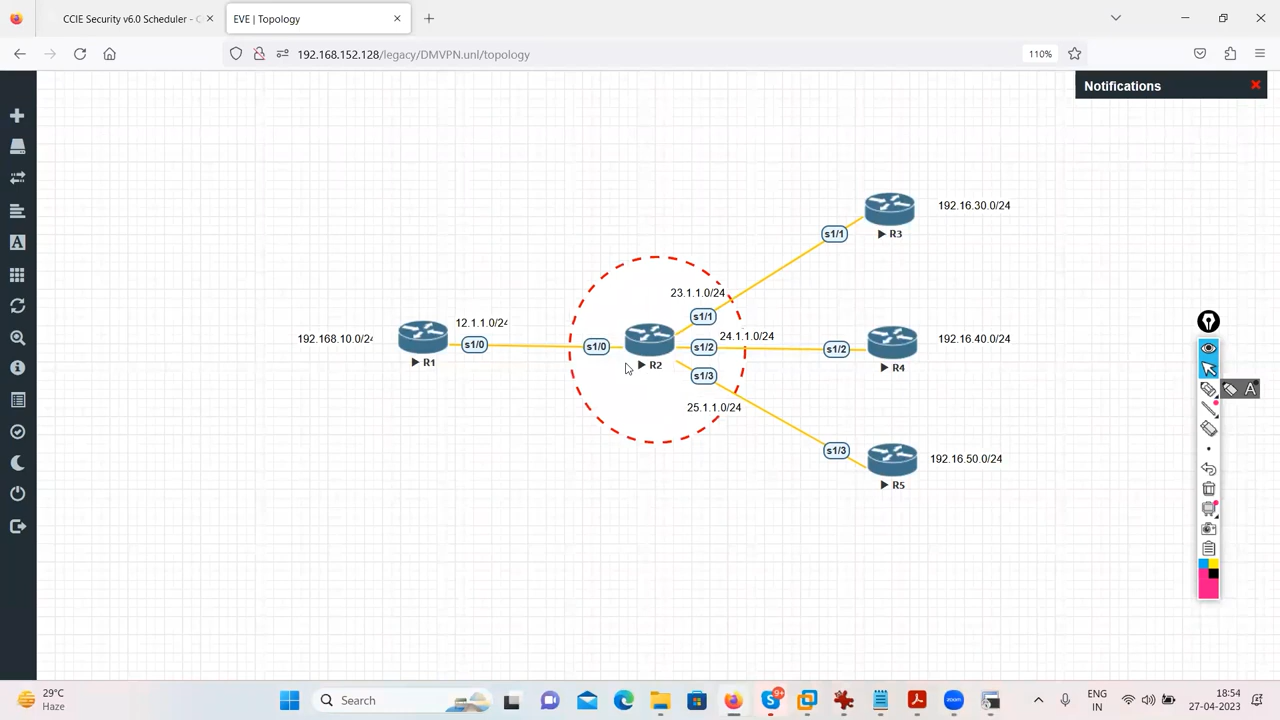 CCIE Security v6.0 Scheduler - C
EVE | Topology
192.168.152.128/legacy/DMVPN.unl/topology
110%
Notifications
192.16.30.0/24
s1/1
R3
23.1.1.0/24
s1/1
12.1.1.0/24
24.1.1.0/24
192.168.10.0/24
192.16.40.0/24
s1/0
s1/0
s1/2
s1/2
R1
R2
R4
s1/3
A
25.1.1.0/24
s1/3
192.16.50.0/24
R5
29°C
Haze
Search
9+
zoom
ENG
IN
18:54
27-04-2023